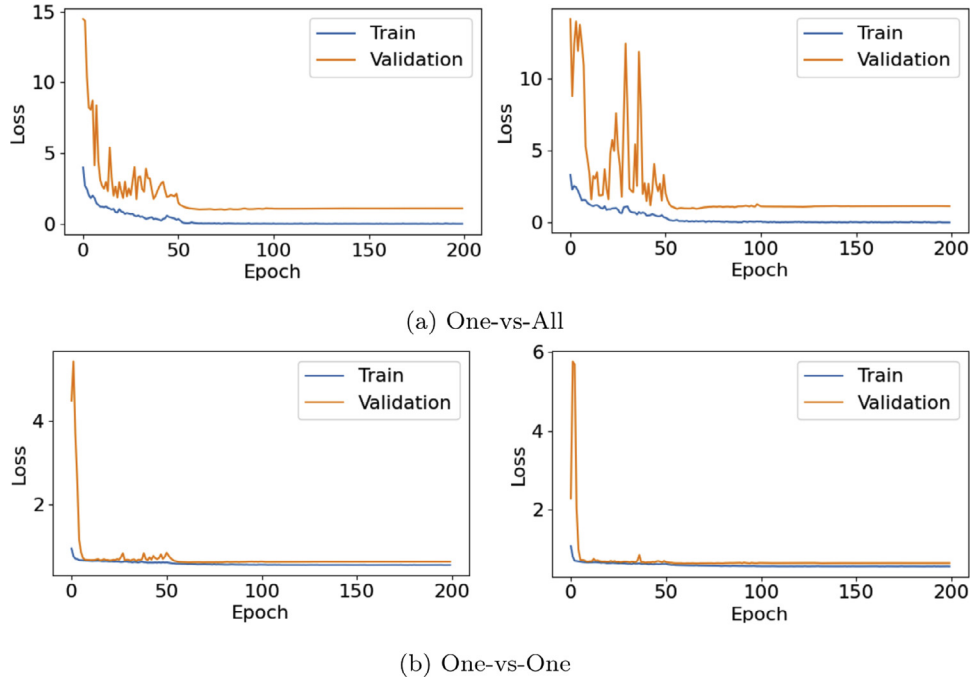 15
10
5
0
Loss
0
50
100
150
200
Epoch
Train
Validation
10
5
0
Loss
0
50
100
150
200
Epoch
Train
Validation
(a) One-vs-All
4
2
Loss
0
50
100
150
200
Epoch
Train
Validation
6
4
2
Loss
0
50
100
150
200
Epoch
Train
Validation
(b) One-vs-One